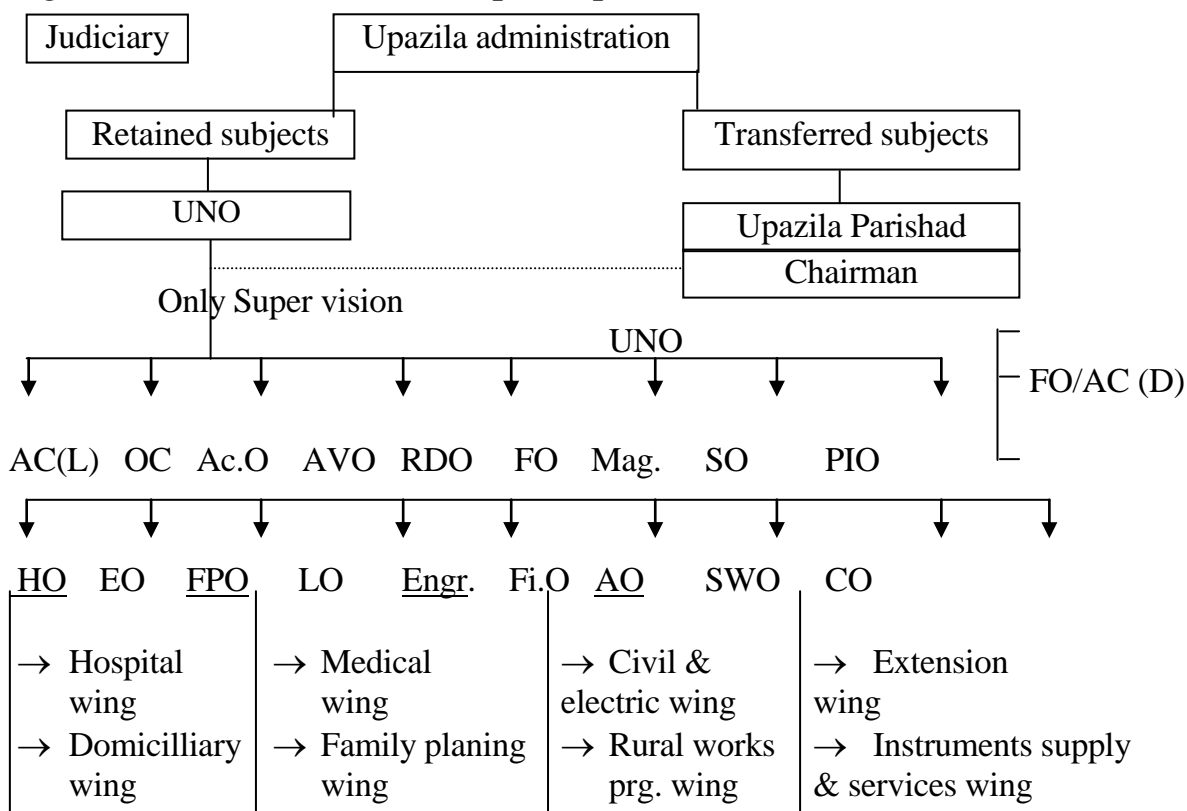 Judiciary
Upazila administration
Retained subjects
Transferred subjects
UNO
Upazila Parishad
Chairman
Only Super vision
UNO
FO/AC (D)
AC(L) OC Ac.O AVO RDO FO Mag. SO PIO
HO EO FPO LO Engr. Fi.O AO SWO CO
→ Hospital
wing
→ Domicilliary
wing
→ Medical
wing
→ Family planing
wing
→ Civil &
electric wing
→ Rural works
prg. wing
→ Extension
wing
→ Instruments supply
& services wing